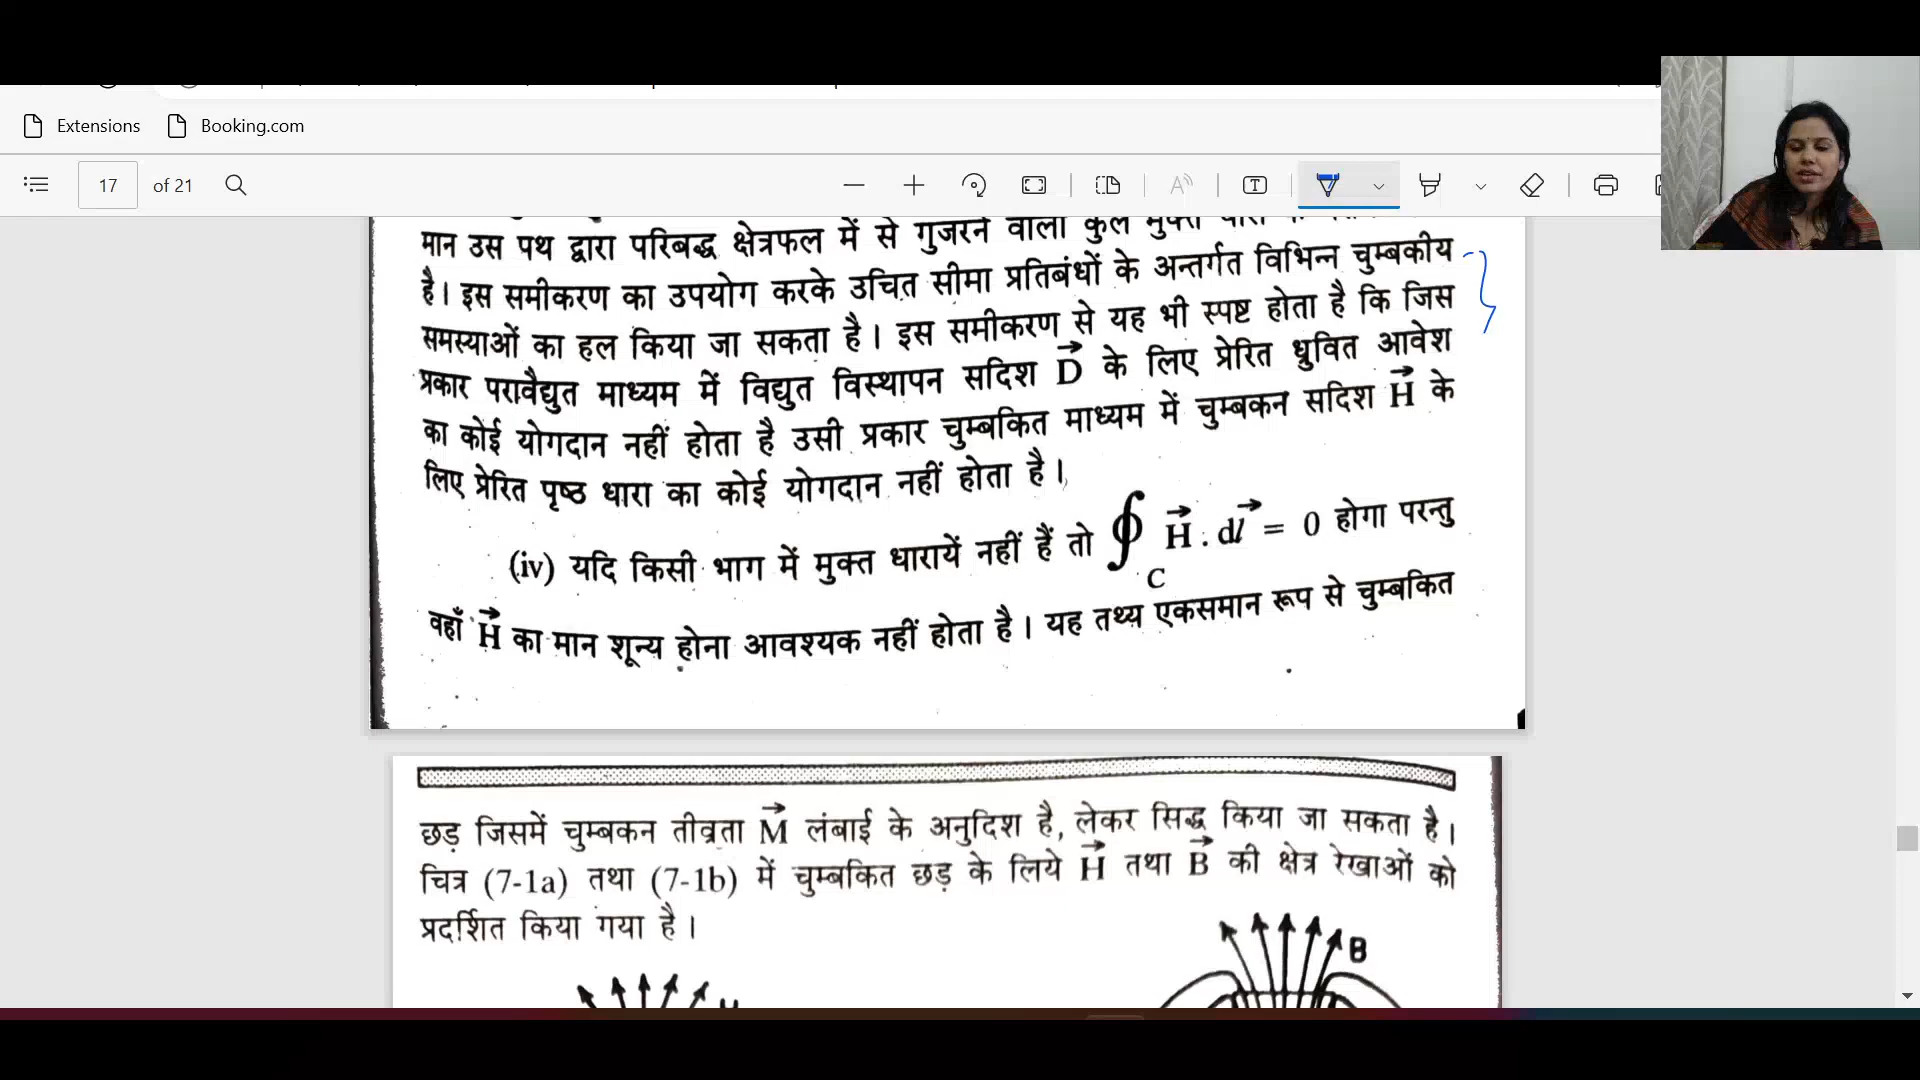 Extensions Booking.com
17 of 21
मान उस पथ द्वारा परिबद्ध क्षेत्रफल में से गुजरने वाली कुल मुक्त
है। इस समीकरण का उपयोग करके उचित सीमा प्रतिबंधों के अन्तर्गत विभिन्न चुम्बकीय
समस्याओं का हल किया जा सकता है। इस समीकरण से यह भी स्पष्ट होता है कि जिस
प्रकार परावैद्युत माध्यम में विद्युत विस्थापन सदिश D⃗ के लिए प्रेरित ध्रुवित आवेश
का कोई योगदान नहीं होता है उसी प्रकार चुम्बकित माध्यम में चुम्बकन सदिश H⃗ के
लिए प्रेरित पृष्ठ धारा का कोई योगदान नहीं होता है।
(iv) यदि किसी भाग में मुक्त धारायें नहीं हैं तो ∮ H⃗ . dl⃗ = 0 होगा परन्तु
C
वहाँ H⃗ का मान शून्य होना आवश्यक नहीं होता है। यह तथ्य एकसमान रूप से चुम्बकित
छड़ जिसमें चुम्बकन तीव्रता M⃗ लंबाई के अनुदिश है, लेकर सिद्ध किया जा सकता है।
चित्र (7-1a) तथा (7-1b) में चुम्बकित छड़ के लिये H⃗ तथा B⃗ की क्षेत्र रेखाओं को
प्रदर्शित किया गया है।
B